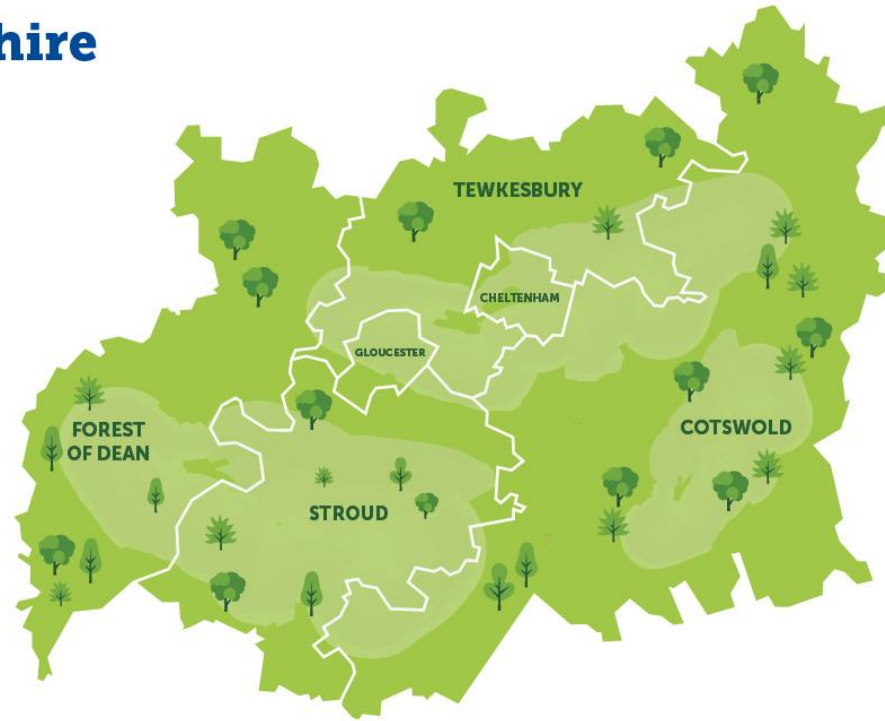 hire
TEWKESBURY
CHELTENHAM
GLOUCESTER
FOREST
OF DEAN
COTSWOLD
STROUD